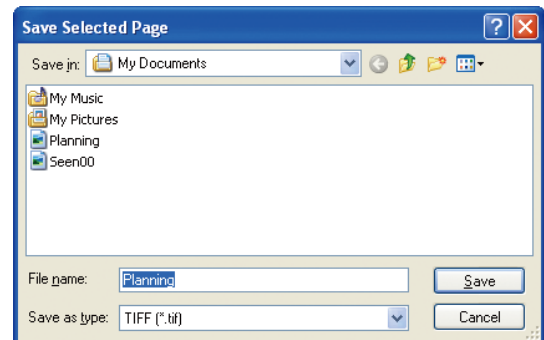 Save Selected Page
Save in: My Documents
My Music
My Pictures
Planning
Seen00
File name: Planning Save
Save as type: TIFF (*.tif) Cancel